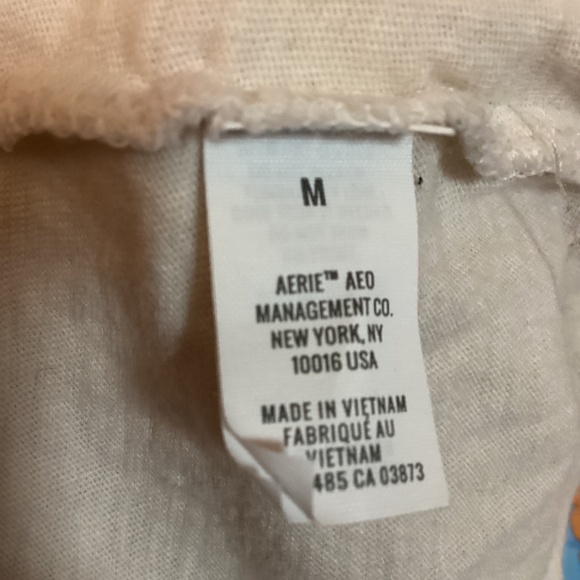 M
AERIE™ AEO
MANAGEMENT CO.
NEW YORK, NY
10016 USA
MADE IN VIETNAM
FABRIQUÉ AU
VIETNAM
485 CA 03873